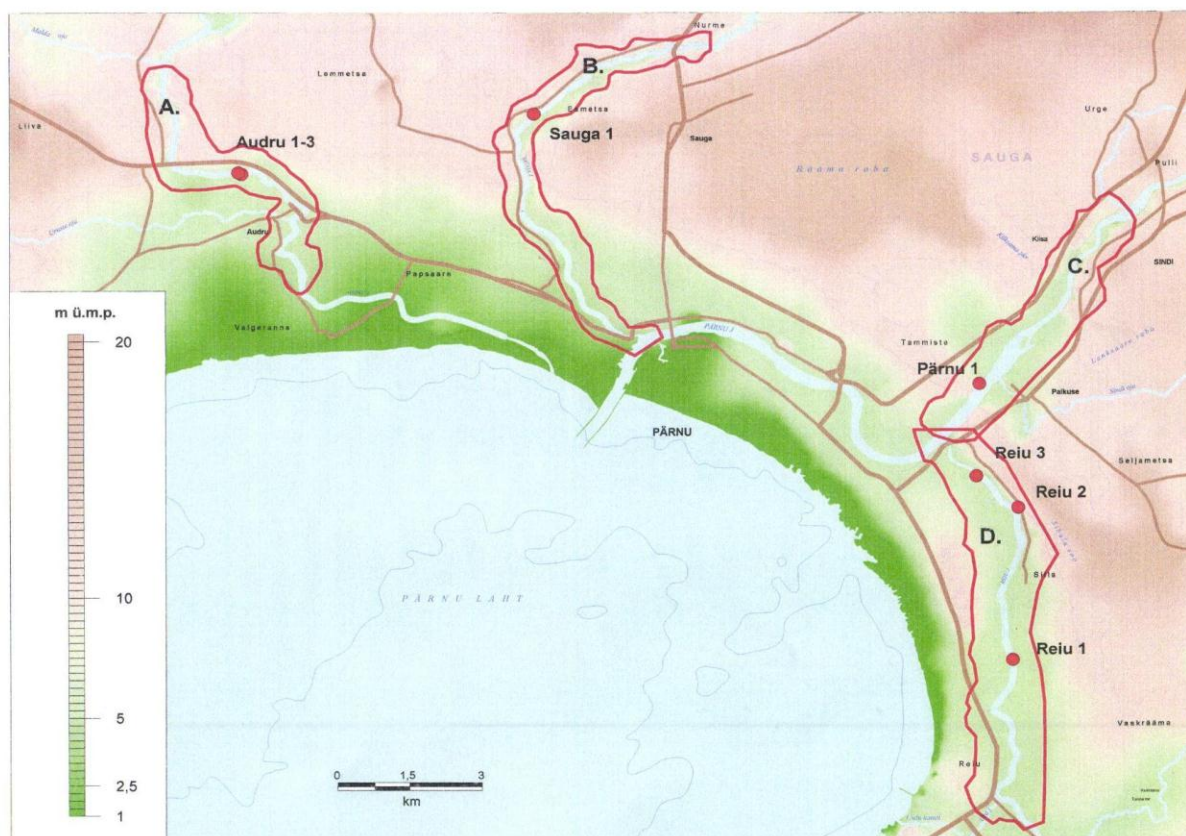 Nurme
Lemmetsa
B.
A.
Eametsa
Urge
Liiva
Audru 1-3
Sauga 1
Sauga
SAUGA
Pulli
Rääma raba
Audru
Kiisa
C.
SINDI
Papsaare
m ü.m.p.
Valgeranna
PÄRNU J
20
Tammiste
Pärnu 1
Paikuse
PÄRNU
Reiu 3
Seljametsa
Reiu 2
D.
PÄRNU LAHT
10
Reiu 1
5
Vaskrääma
Reiu
2,5
0 1,5 3
km
1